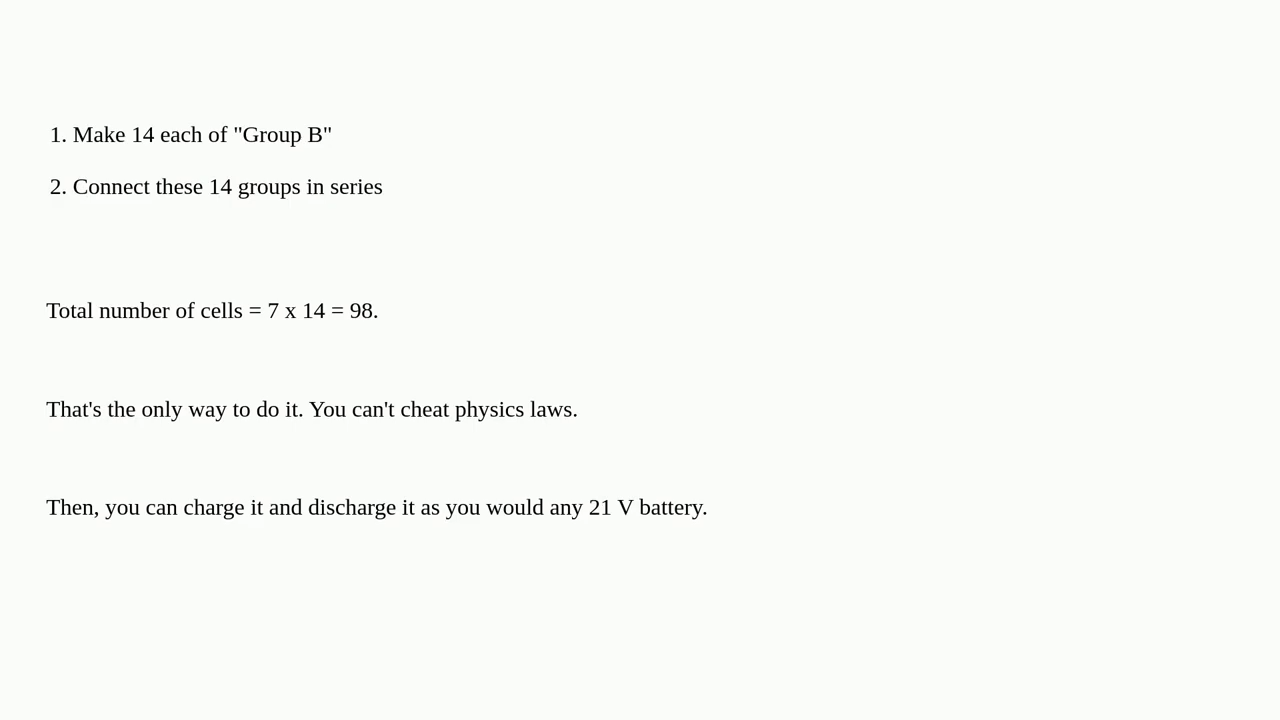 1. Make 14 each of "Group B"
2. Connect these 14 groups in series
Total number of cells = 7 x 14 = 98.
That's the only way to do it. You can't cheat physics laws.
Then, you can charge it and discharge it as you would any 21 V battery.